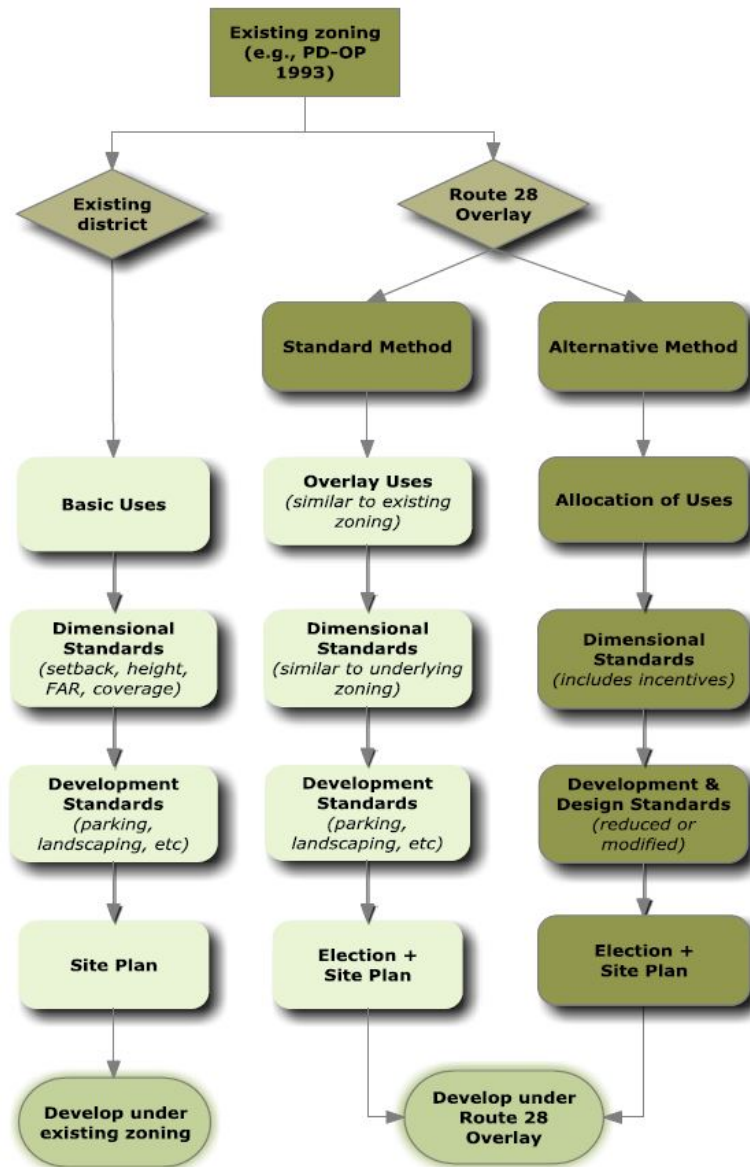 Existing zoning
(e.g., PD-OP
1993)
Existing
district
Route 28
Overlay
Standard Method
Alternative Method
Basic Uses
Overlay Uses
(similar to existing
zoning)
Allocation of Uses
Dimensional
Standards
(setback, height,
FAR, coverage)
Dimensional
Standards
(similar to underlying
zoning)
Dimensional
Standards
(includes incentives)
Development
Standards
(parking,
landscaping, etc)
Development
Standards
(parking,
landscaping, etc)
Development &
Design Standards
(reduced or
modified)
Site Plan
Election +
Site Plan
Election +
Site Plan
Develop under
existing zoning
Develop under
Route 28
Overlay